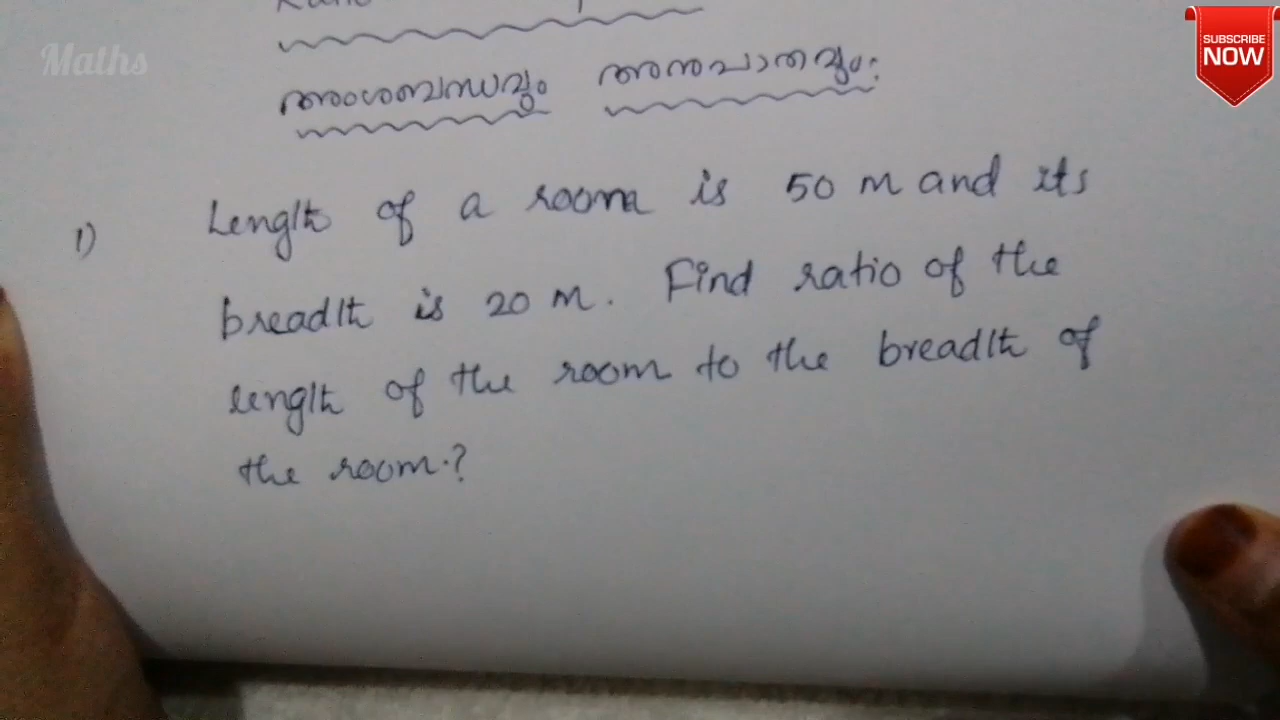 Maths
SUBSCRIBE
NOW
അംശബന്ധവും അനുപാതവും:
1) Length of a room is 50 m and its
breadth is 20 m. Find ratio of the
length of the room to the breadth of
the room.?